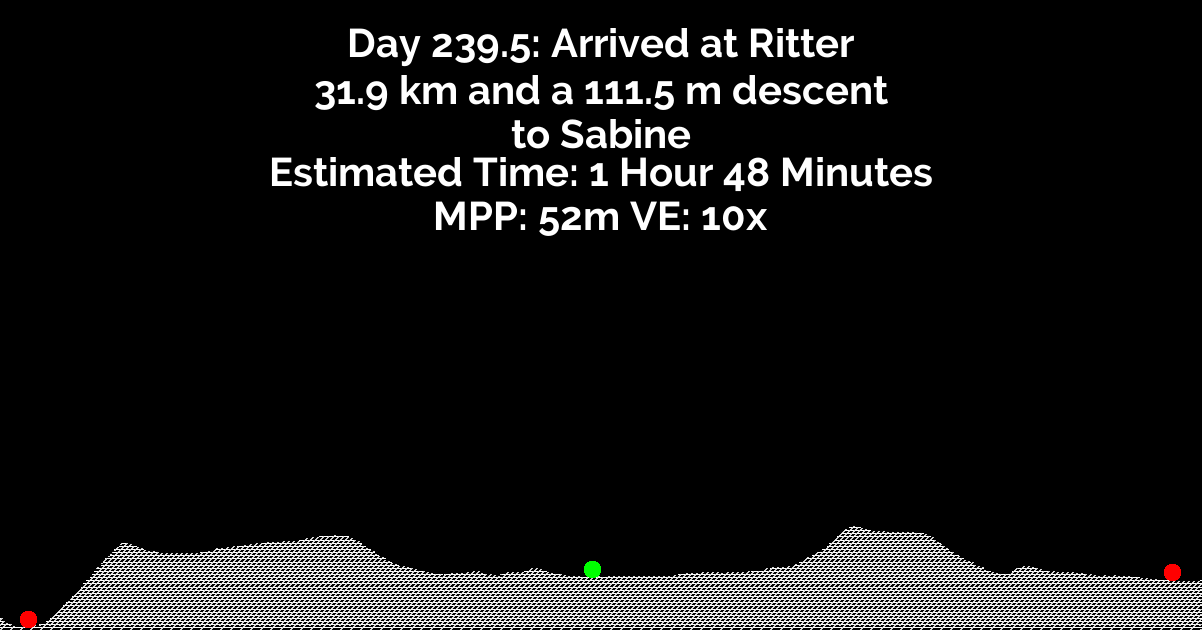 Day 239.5: Arrived at Ritter
31.9 km and a 111.5 m descent
to Sabine
Estimated Time: 1 Hour 48 Minutes
MPP: 52m VE: 10x